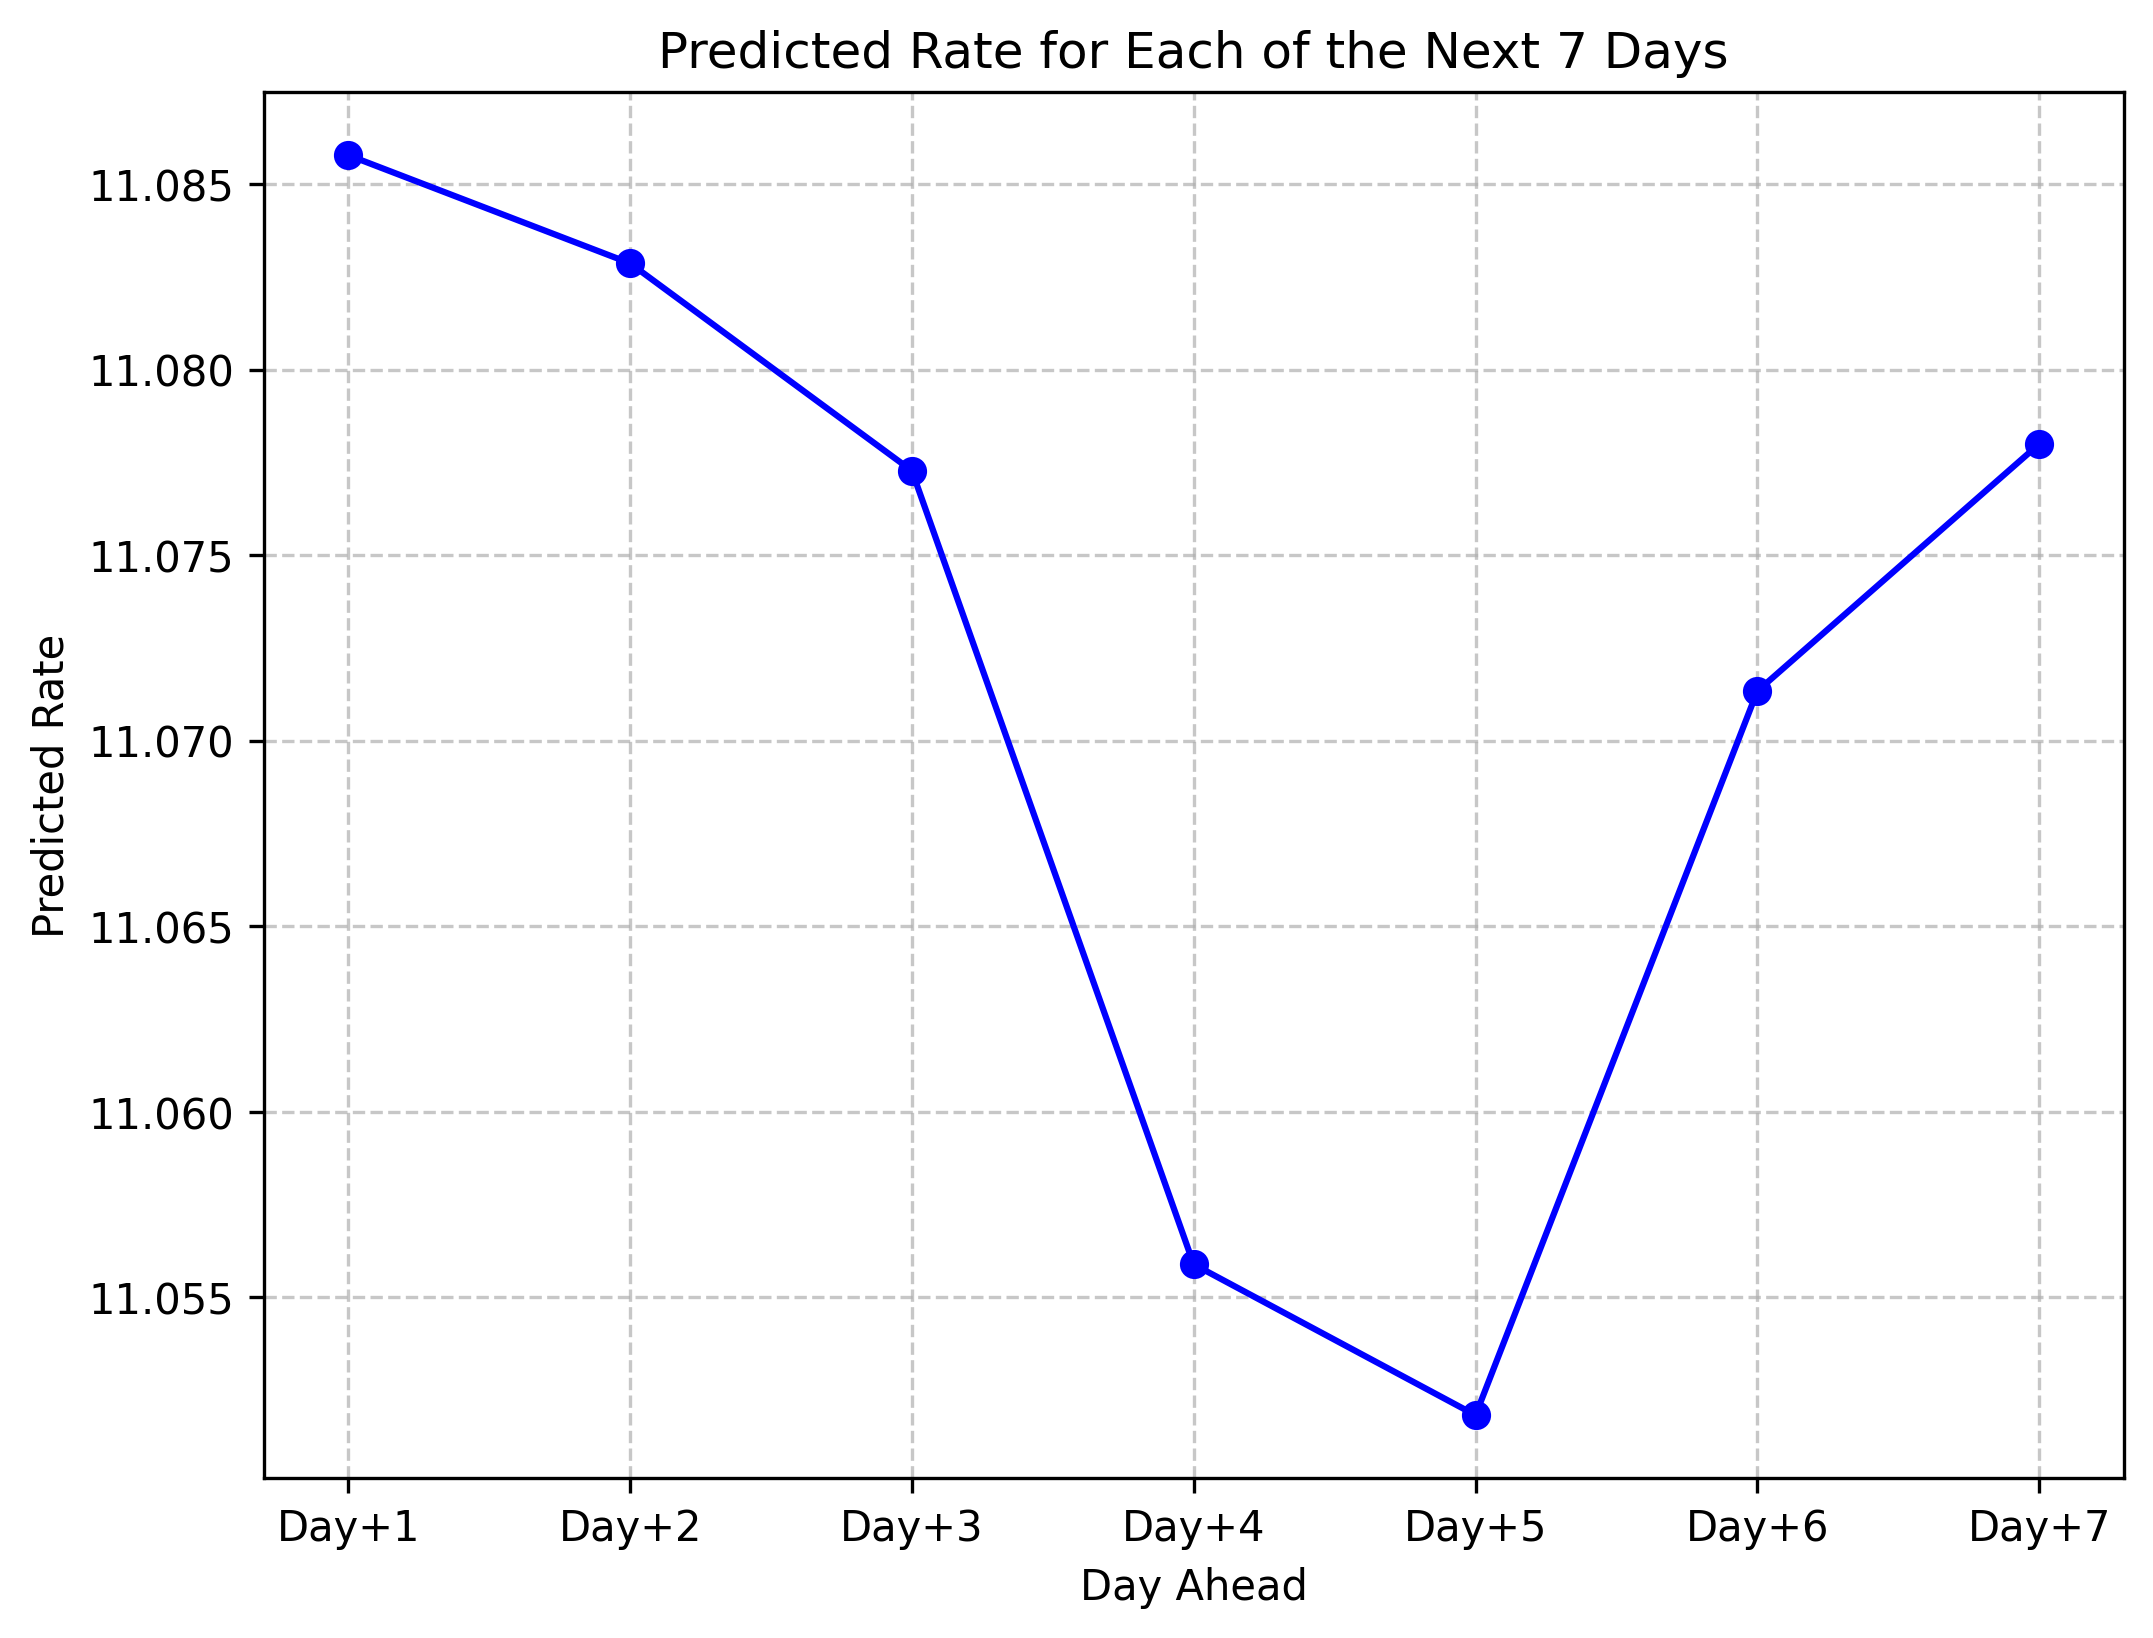 Predicted Rate for Each of the Next 7 Days
Predicted Rate
11.085
11.080
11.075
11.070
11.065
11.060
11.055
Day+1 Day+2 Day+3 Day+4 Day+5 Day+6 Day+7
Day Ahead